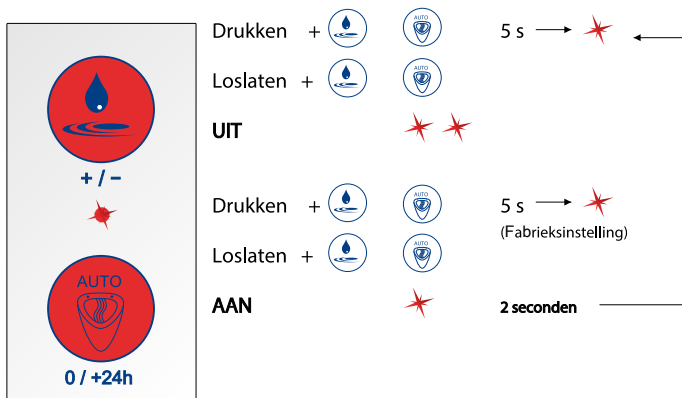 Drukken + AUTO 5 s
Loslaten + AUTO
UIT
+ / −
Drukken + AUTO 5 s
(Fabrieksinstelling)
Loslaten + AUTO
AUTO
AAN 2 seconden
0 / +24h